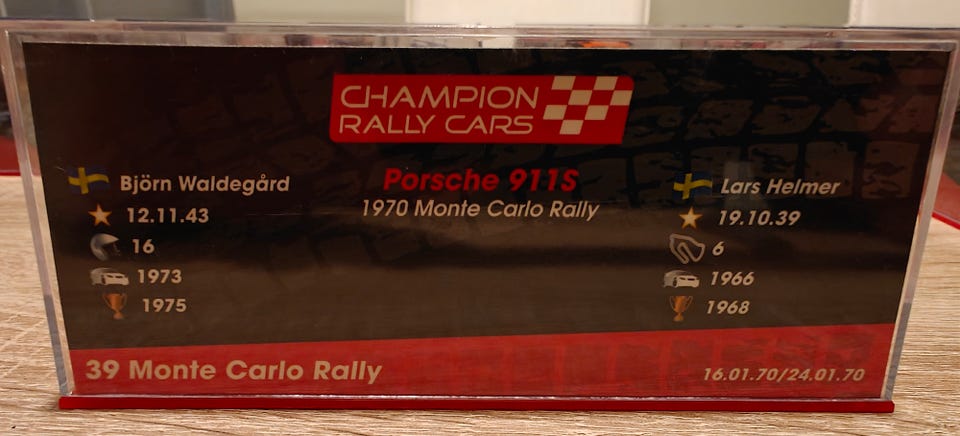 CHAMPION
RALLY CARS
Porsche 911S
1970 Monte Carlo Rally
Björn Waldegård
12.11.43
16
1973
1975
Lars Helmer
19.10.39
6
1966
1968
39 Monte Carlo Rally
16.01.70/24.01.70